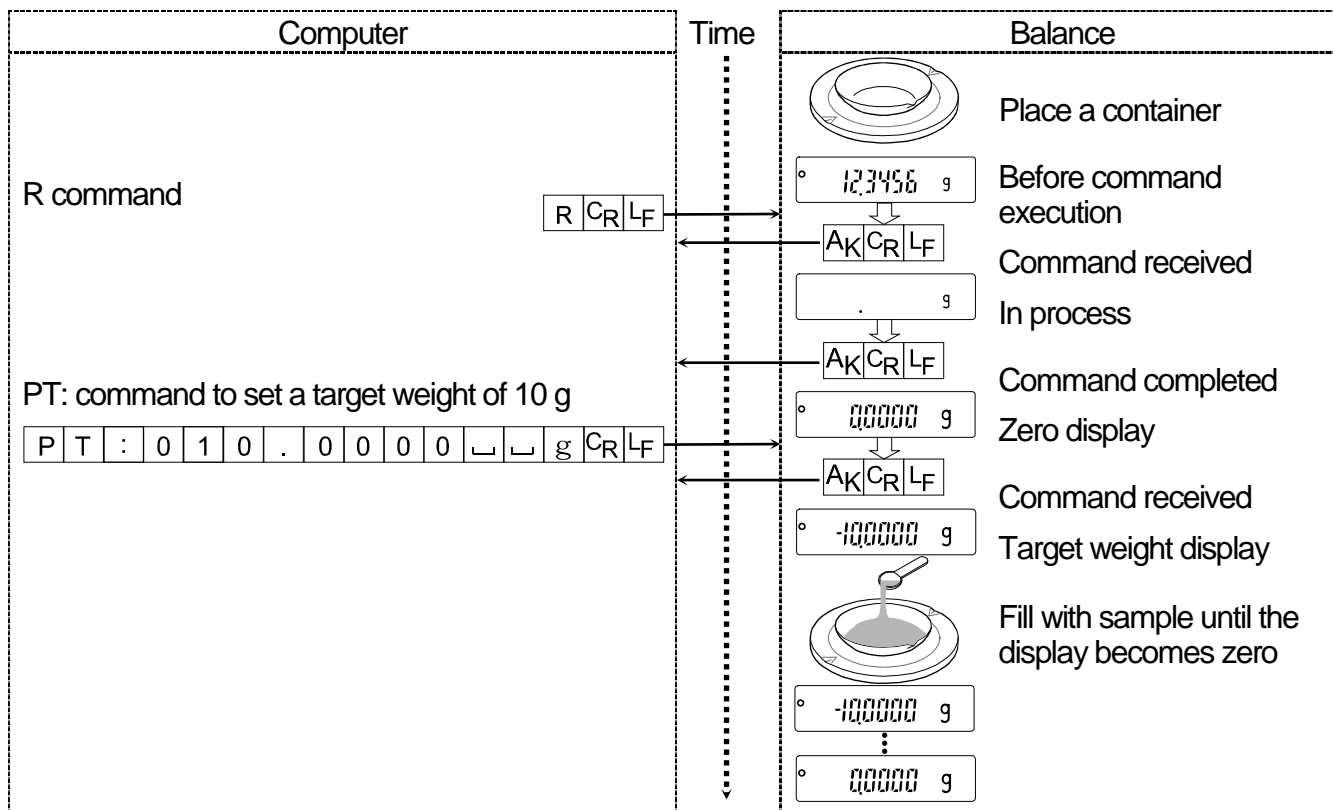 Computer
Time
Balance
Place a container
12.3456 g
Before command
execution
R command
R CR LF
AK CR LF
Command received
. g
In process
AK CR LF
Command completed
PT: command to set a target weight of 10 g
0.0000 g
Zero display
P T : 0 1 0 . 0 0 0 0 ␣ ␣ g CR LF
AK CR LF
Command received
-10.0000 g
Target weight display
Fill with sample until the
display becomes zero
-10.0000 g
0.0000 g